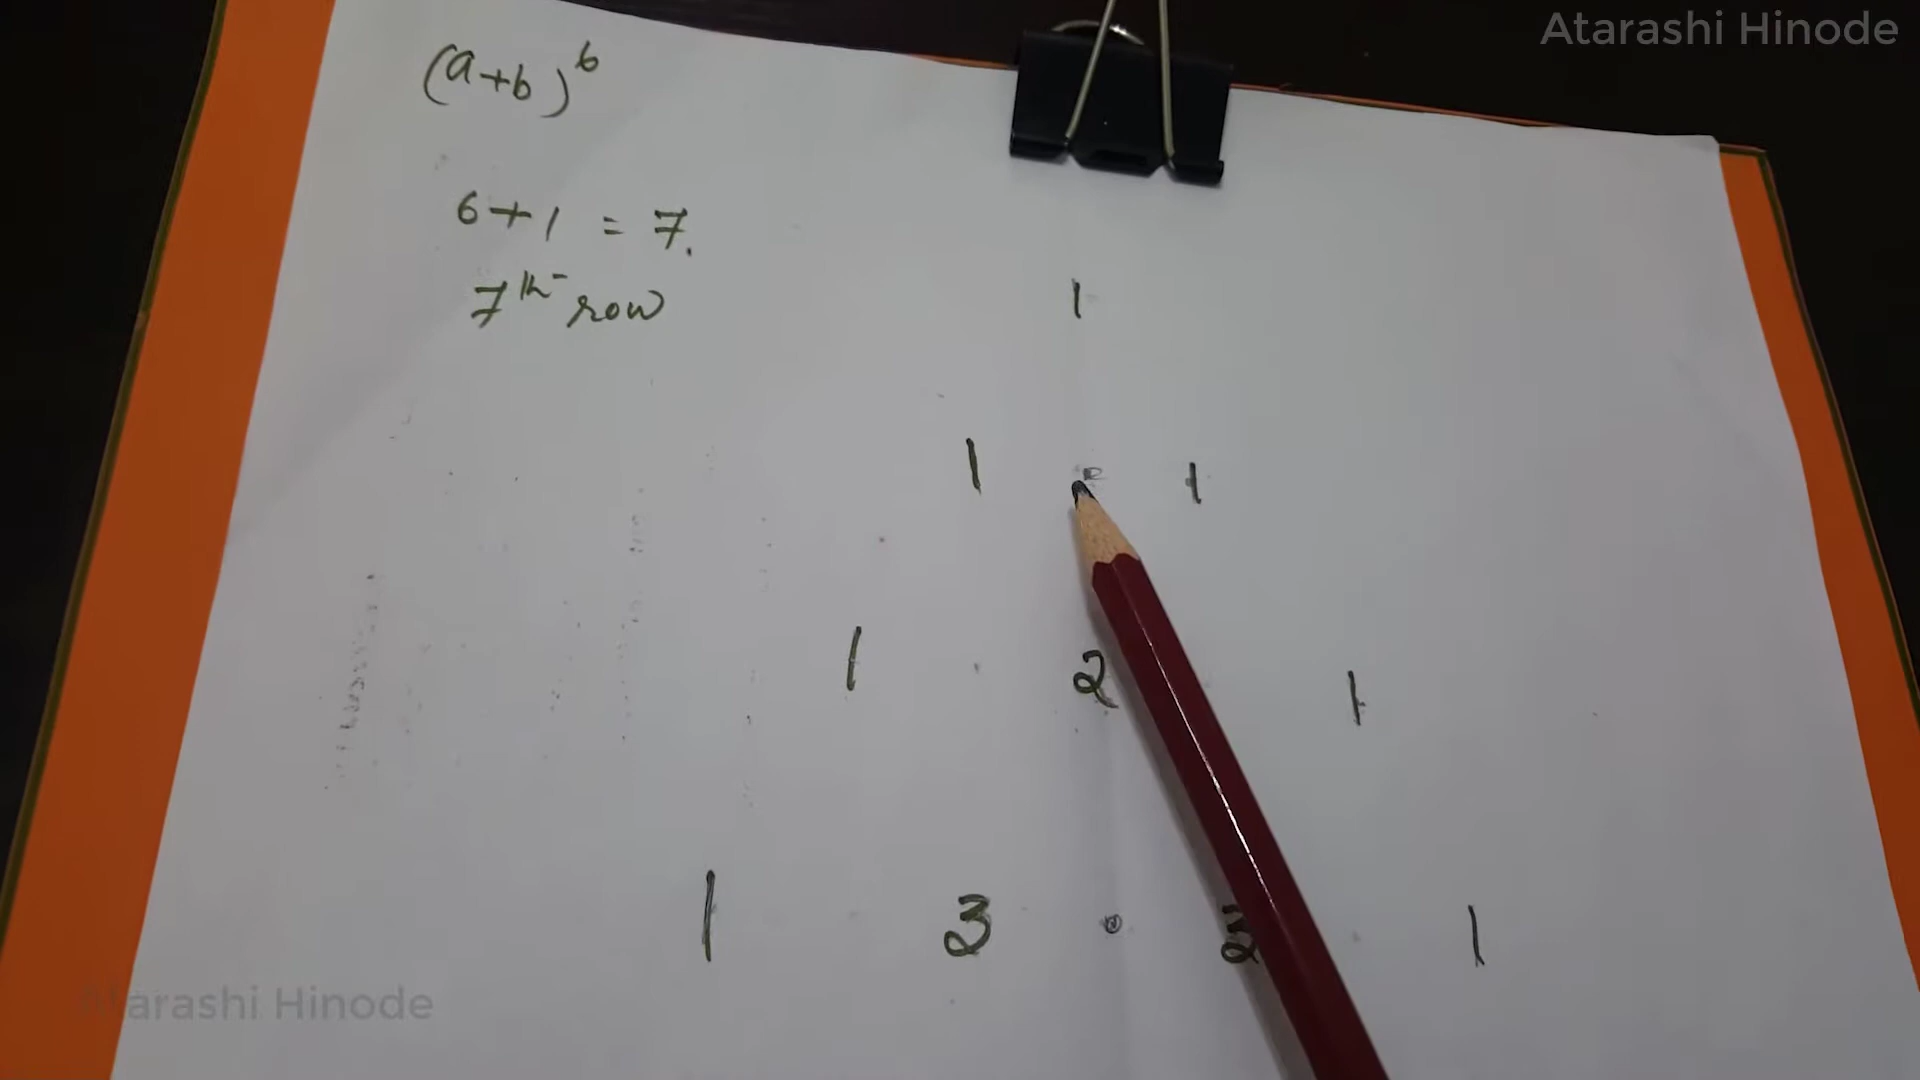 Atarashi Hinode
(a+b)^6
6+1 = 7.
7th row
1
1 1
1 2 1
1 3 3 1
Atarashi Hinode